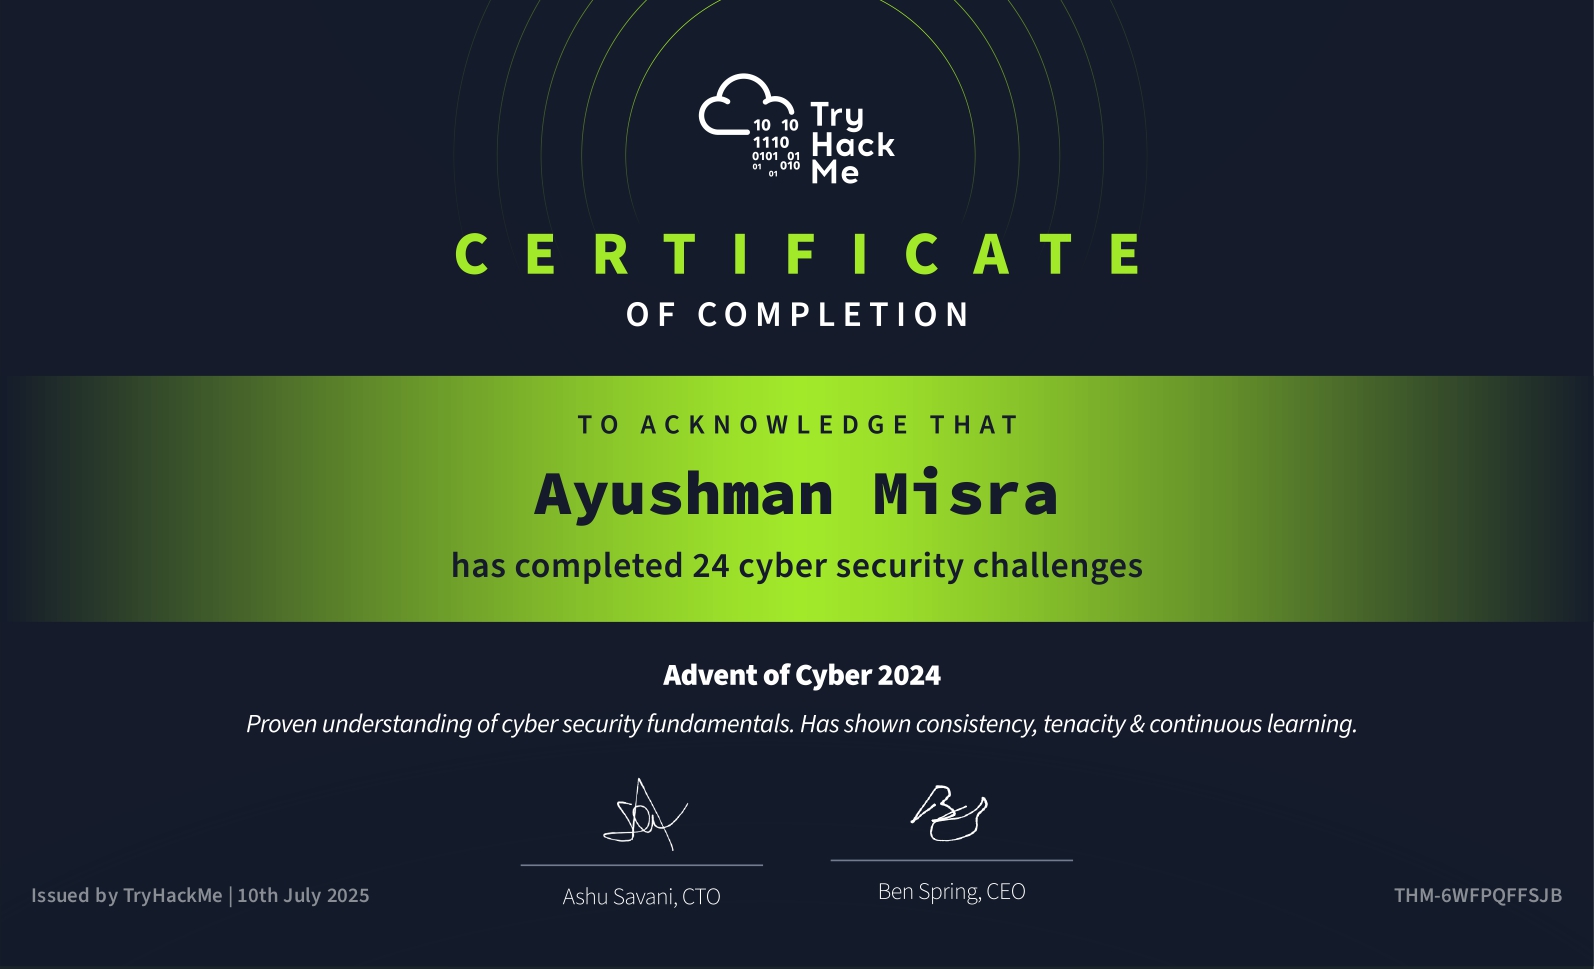 10 10
1110
0101 01
01 010
01
Try
Hack
Me
CERTIFICATE
OF COMPLETION
TO ACKNOWLEDGE THAT
Ayushman Misra
has completed 24 cyber security challenges
Advent of Cyber 2024
Proven understanding of cyber security fundamentals. Has shown consistency, tenacity & continuous learning.
Ashu Savani, CTO
Ben Spring, CEO
Issued by TryHackMe | 10th July 2025
THM-6WFPQFFSJB